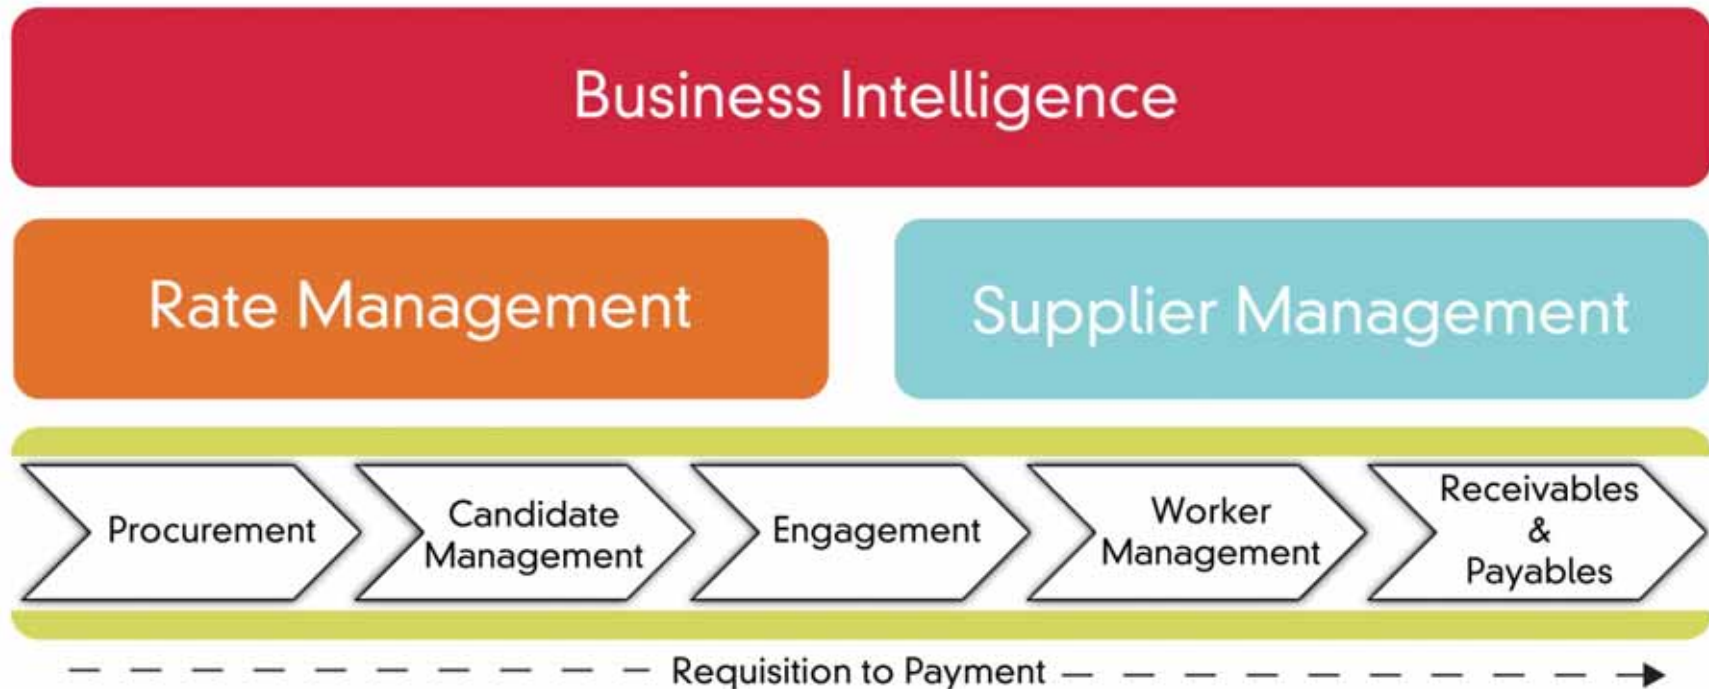 Business Intelligence
Rate Management
Supplier Management
Procurement
Candidate
Management
Engagement
Worker
Management
Receivables
&
Payables
Requisition to Payment